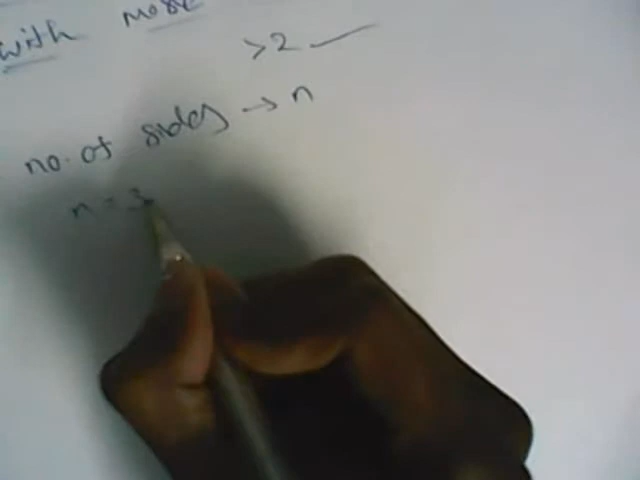 with more
>2
no. of sides → n
n = 3